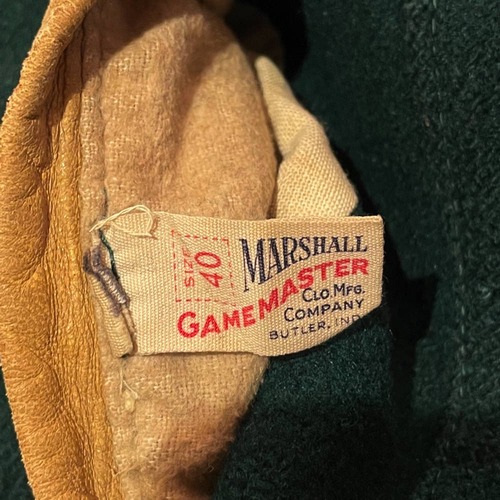 SIZE
40
MARSHALL
GAME MASTER
CLO. MFG.
COMPANY
BUTLER, IND.